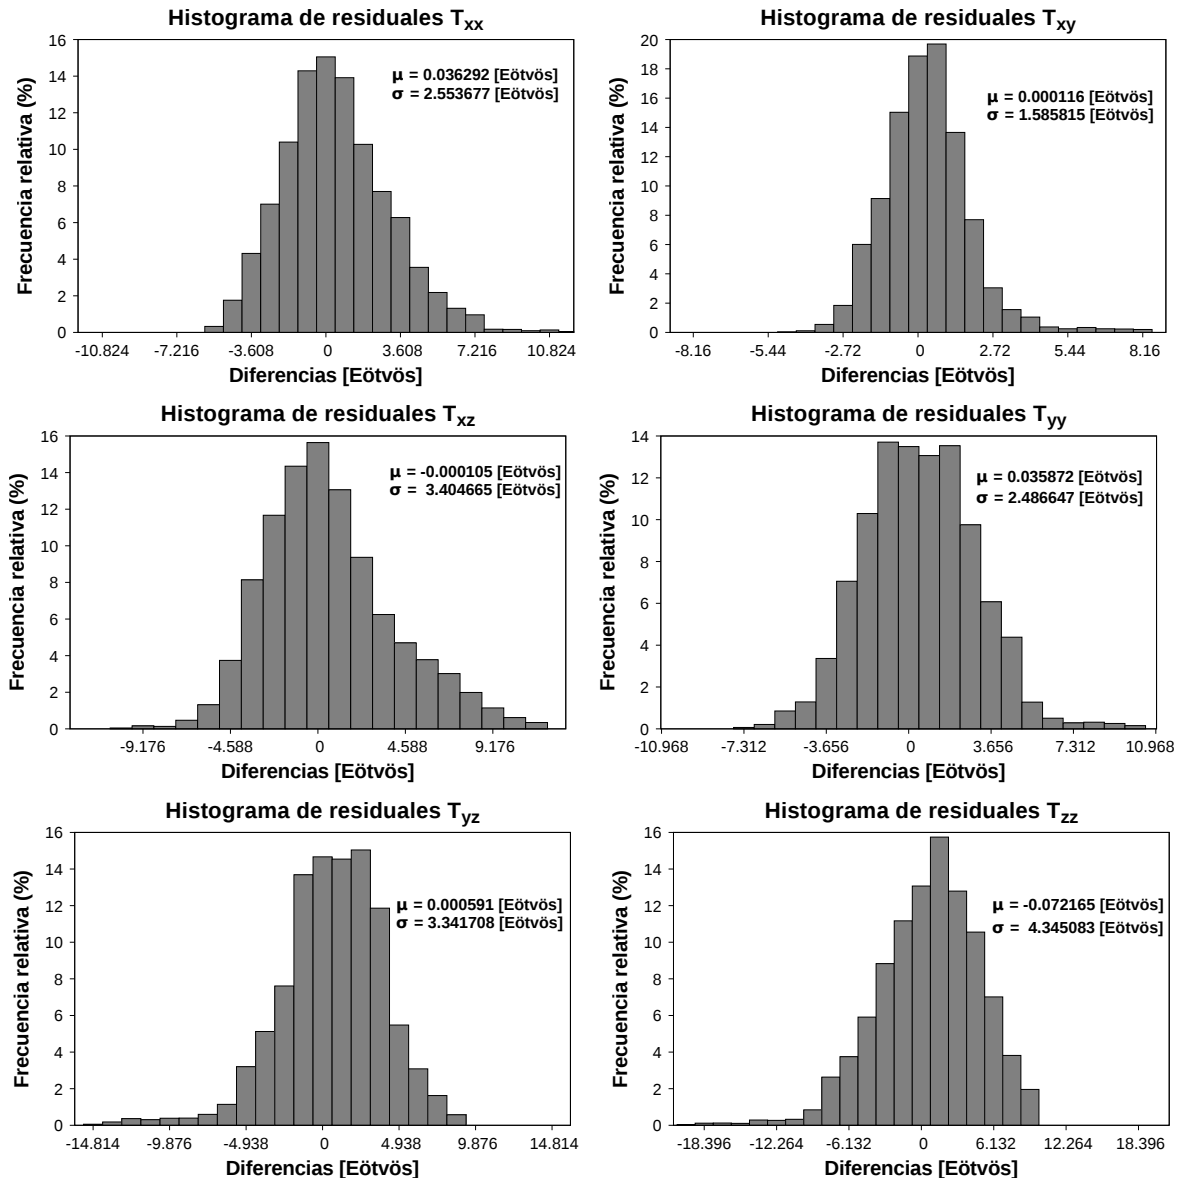 Histograma de residuales Txx
16
14
12
10
8
6
4
2
0
Frecuencia relativa (%)
μ = 0.036292 [Eötvös]
σ = 2.553677 [Eötvös]
-10.824 -7.216 -3.608 0 3.608 7.216 10.824
Diferencias [Eötvös]
Histograma de residuales Txy
20
18
16
14
12
10
8
6
4
2
0
Frecuencia relativa (%)
μ = 0.000116 [Eötvös]
σ = 1.585815 [Eötvös]
-8.16 -5.44 -2.72 0 2.72 5.44 8.16
Diferencias [Eötvös]
Histograma de residuales Txz
16
14
12
10
8
6
4
2
0
Frecuencia relativa (%)
μ = -0.000105 [Eötvös]
σ = 3.404665 [Eötvös]
-9.176 -4.588 0 4.588 9.176
Diferencias [Eötvös]
Histograma de residuales Tyy
14
12
10
8
6
4
2
0
Frecuencia relativa (%)
μ = 0.035872 [Eötvös]
σ = 2.486647 [Eötvös]
-10.968 -7.312 -3.656 0 3.656 7.312 10.968
Diferencias [Eötvös]
Histograma de residuales Tyz
16
14
12
10
8
6
4
2
0
Frecuencia relativa (%)
μ = 0.000591 [Eötvös]
σ = 3.341708 [Eötvös]
-14.814 -9.876 -4.938 0 4.938 9.876 14.814
Diferencias [Eötvös]
Histograma de residuales Tzz
16
14
12
10
8
6
4
2
0
Frecuencia relativa (%)
μ = -0.072165 [Eötvös]
σ = 4.345083 [Eötvös]
-18.396 -12.264 -6.132 0 6.132 12.264 18.396
Diferencias [Eötvös]